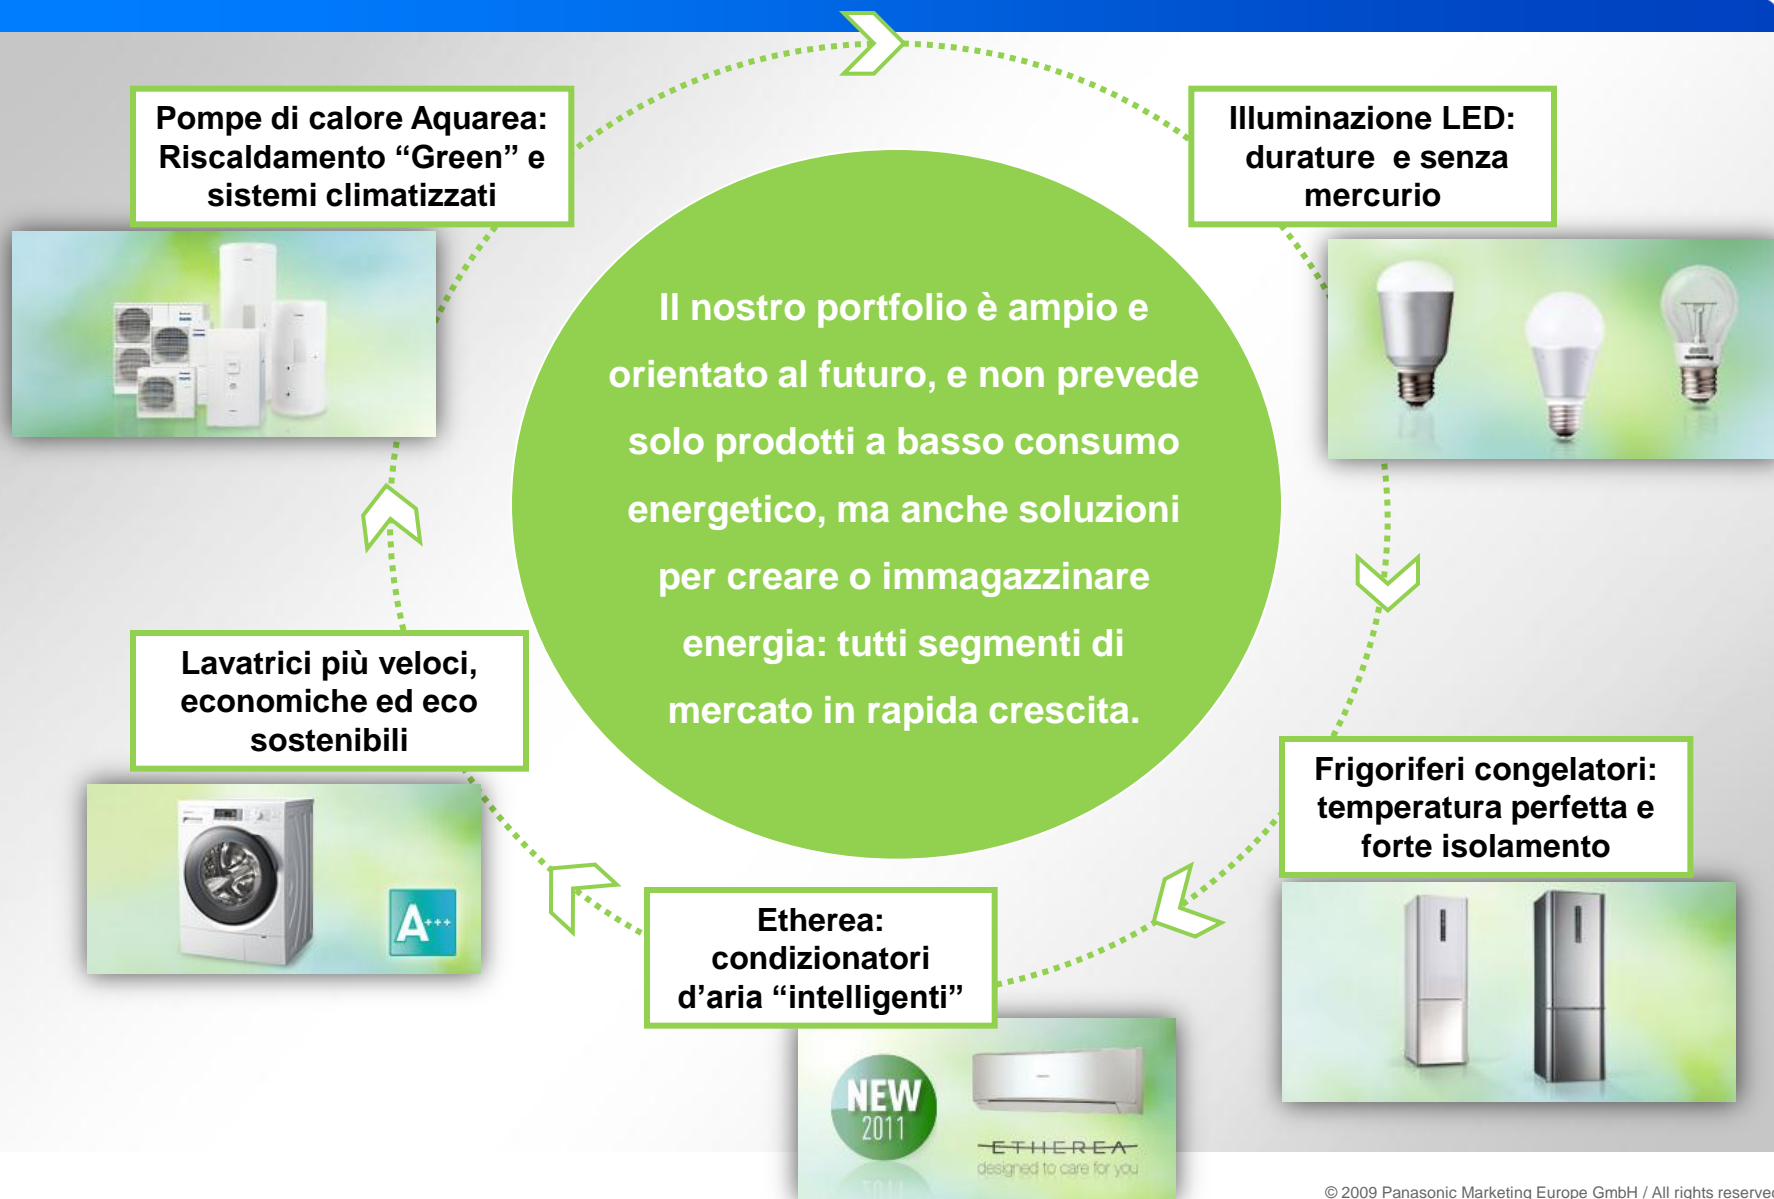 Pompe di calore Aquarea:
Riscaldamento “Green” e
sistemi climatizzati
Illuminazione LED:
durature e senza
mercurio
Il nostro portfolio è ampio e
orientato al futuro, e non prevede
solo prodotti a basso consumo
energetico, ma anche soluzioni
per creare o immagazzinare
energia: tutti segmenti di
mercato in rapida crescita.
Lavatrici più veloci,
economiche ed eco
sostenibili
A+++
Frigoriferi congelatori:
temperatura perfetta e
forte isolamento
Etherea:
condizionatori
d’aria “intelligenti”
NEW
2011
ETHEREA
designed to care for you
© 2009 Panasonic Marketing Europe GmbH / All rights reserve